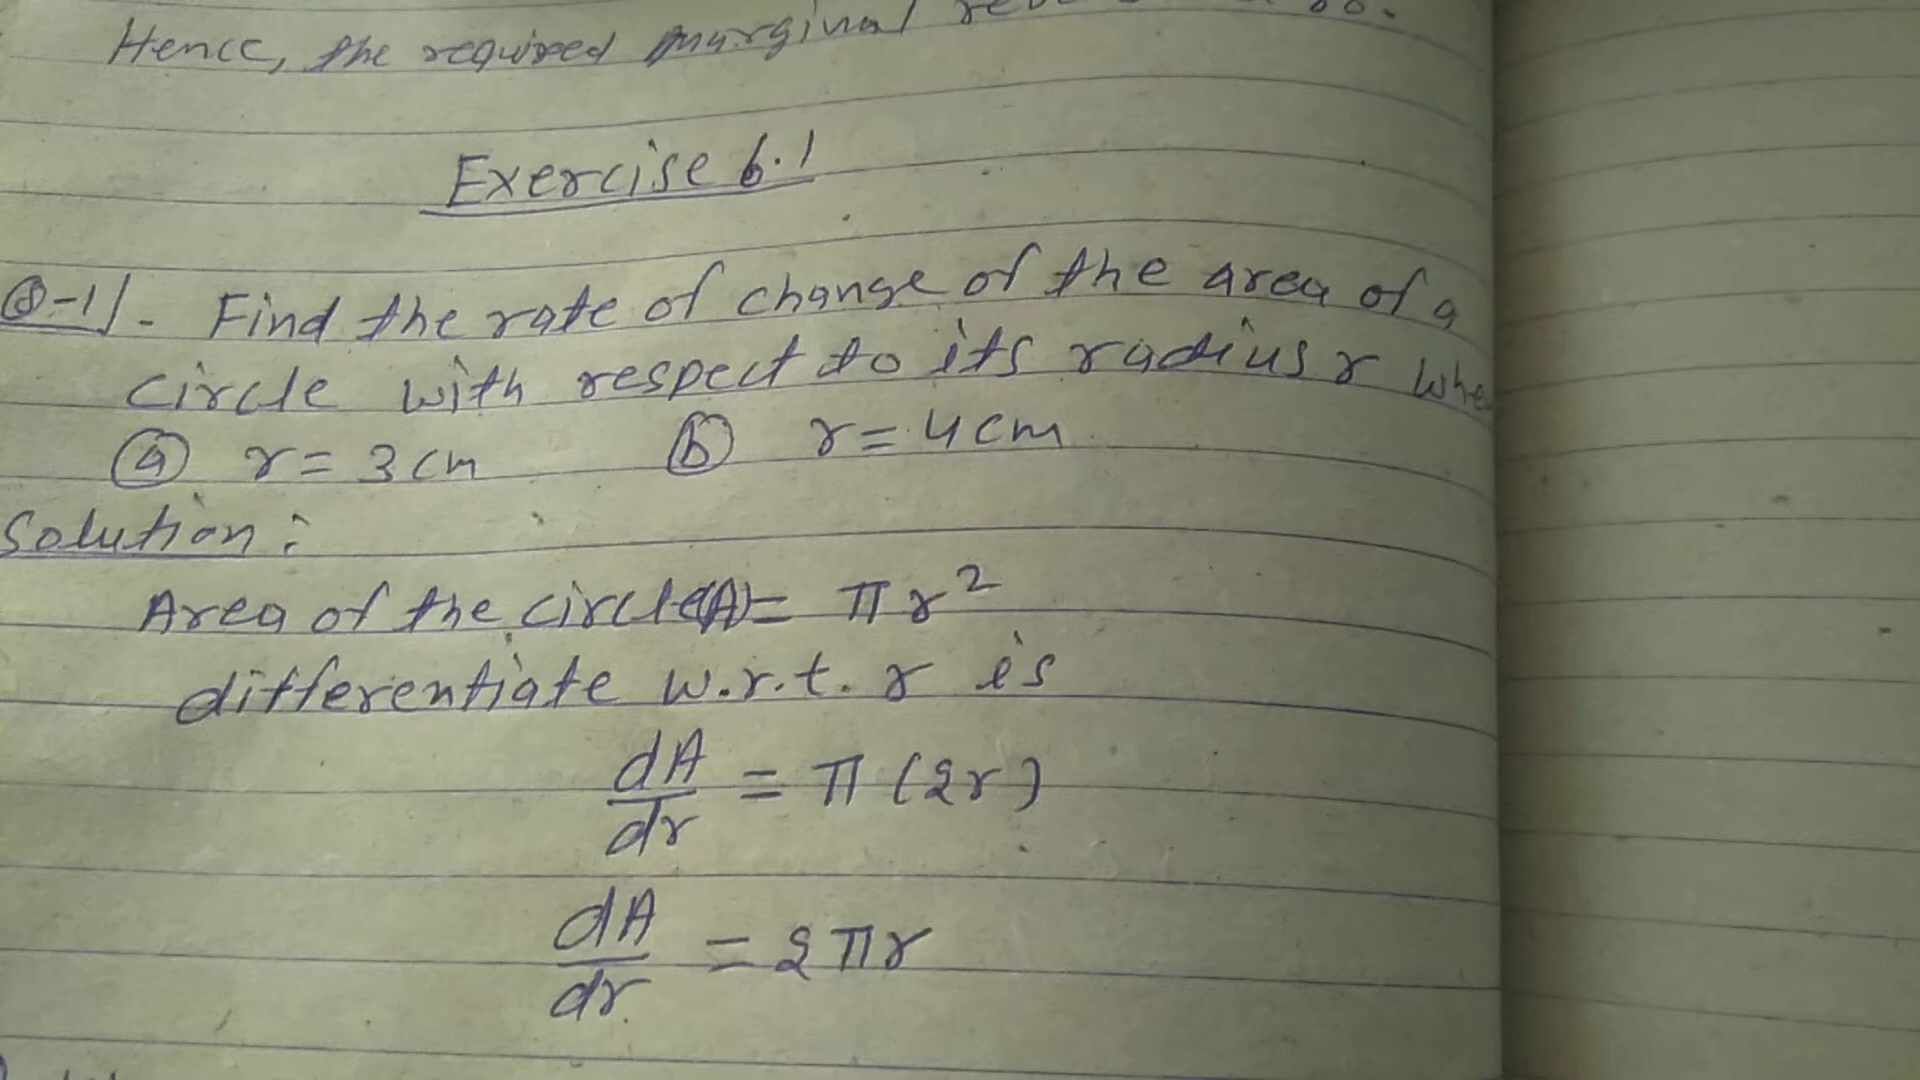 Hence, the required marginal
Exercise 6.1
Q-1). Find the rate of change of the area of a
circle with respect to its radius r whe
(a) r = 3 cm (b) r = 4 cm
Solution:
Area of the circle(A) = πr²
differentiate w.r.t. r is
dA/dr = π(2r)
dA/dr = 2πr